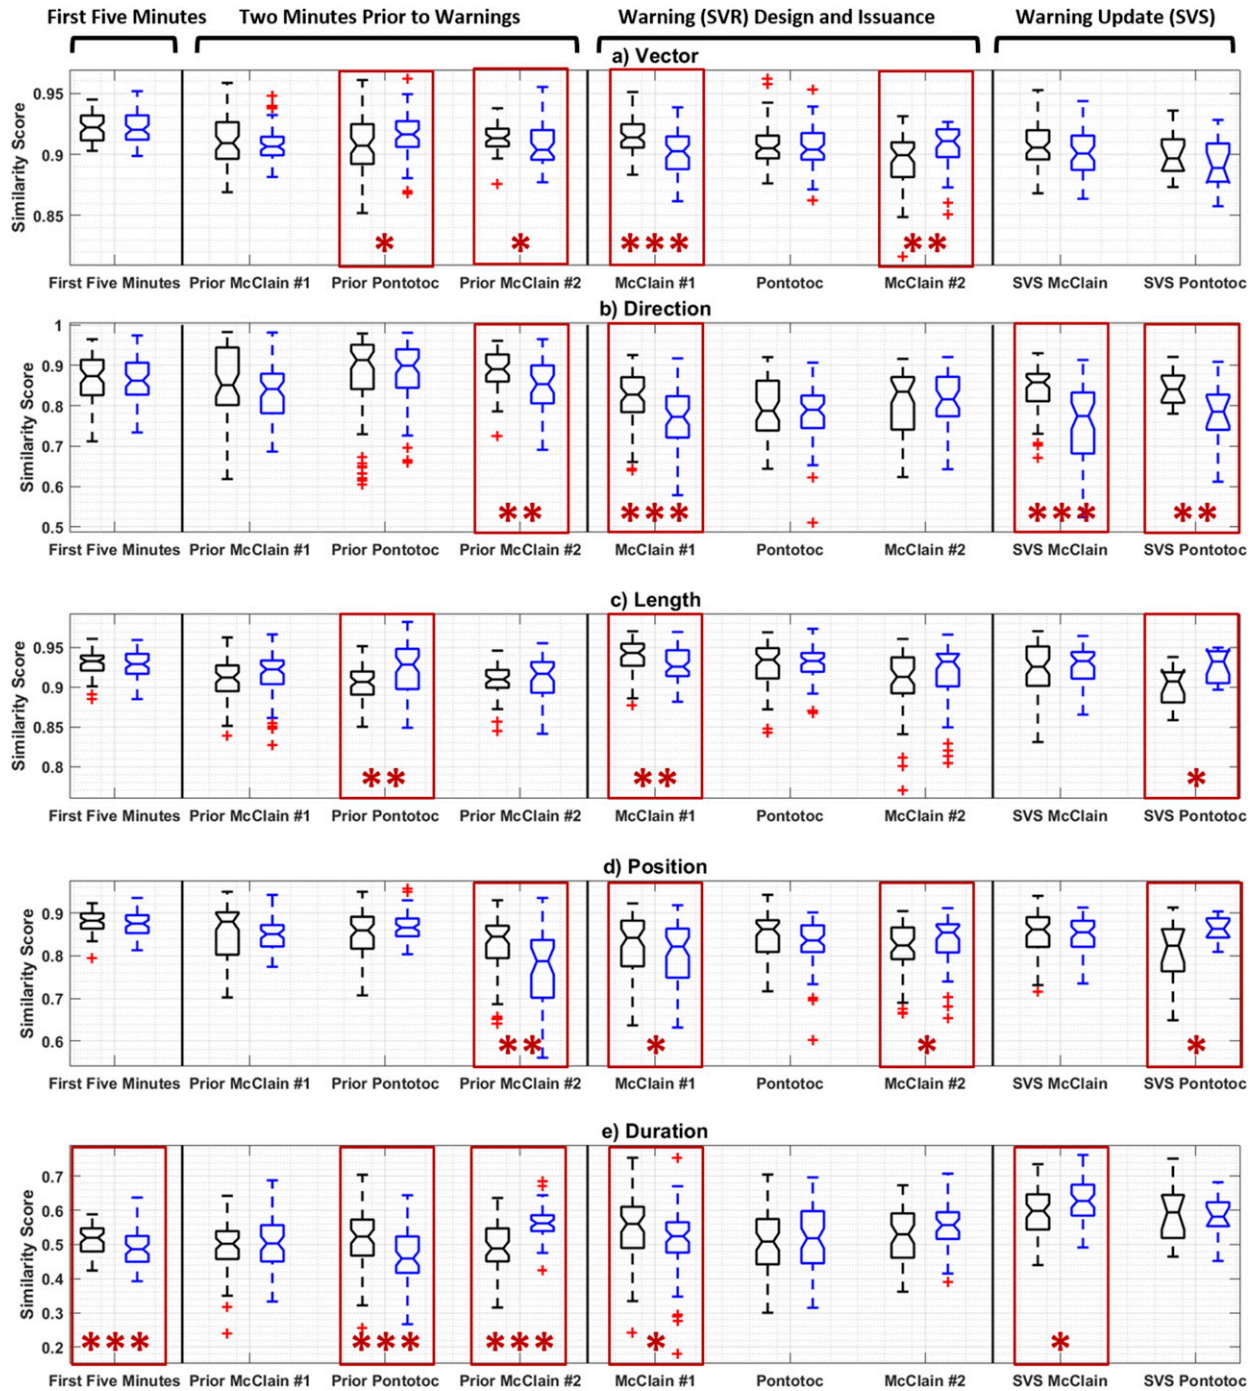 First Five Minutes Two Minutes Prior to Warnings Warning (SVR) Design and Issuance Warning Update (SVS)
a) Vector
Similarity Score
0.95
0.9
0.85
First Five Minutes Prior McClain #1 Prior Pontotoc Prior McClain #2 McClain #1 Pontotoc McClain #2 SVS McClain SVS Pontotoc
b) Direction
Similarity Score
1
0.9
0.8
0.7
0.6
0.5
First Five Minutes Prior McClain #1 Prior Pontotoc Prior McClain #2 McClain #1 Pontotoc McClain #2 SVS McClain SVS Pontotoc
c) Length
Similarity Score
0.95
0.9
0.85
0.8
First Five Minutes Prior McClain #1 Prior Pontotoc Prior McClain #2 McClain #1 Pontotoc McClain #2 SVS McClain SVS Pontotoc
d) Position
Similarity Score
0.9
0.8
0.7
0.6
First Five Minutes Prior McClain #1 Prior Pontotoc Prior McClain #2 McClain #1 Pontotoc McClain #2 SVS McClain SVS Pontotoc
e) Duration
Similarity Score
0.7
0.6
0.5
0.4
0.3
0.2
First Five Minutes Prior McClain #1 Prior Pontotoc Prior McClain #2 McClain #1 Pontotoc McClain #2 SVS McClain SVS Pontotoc